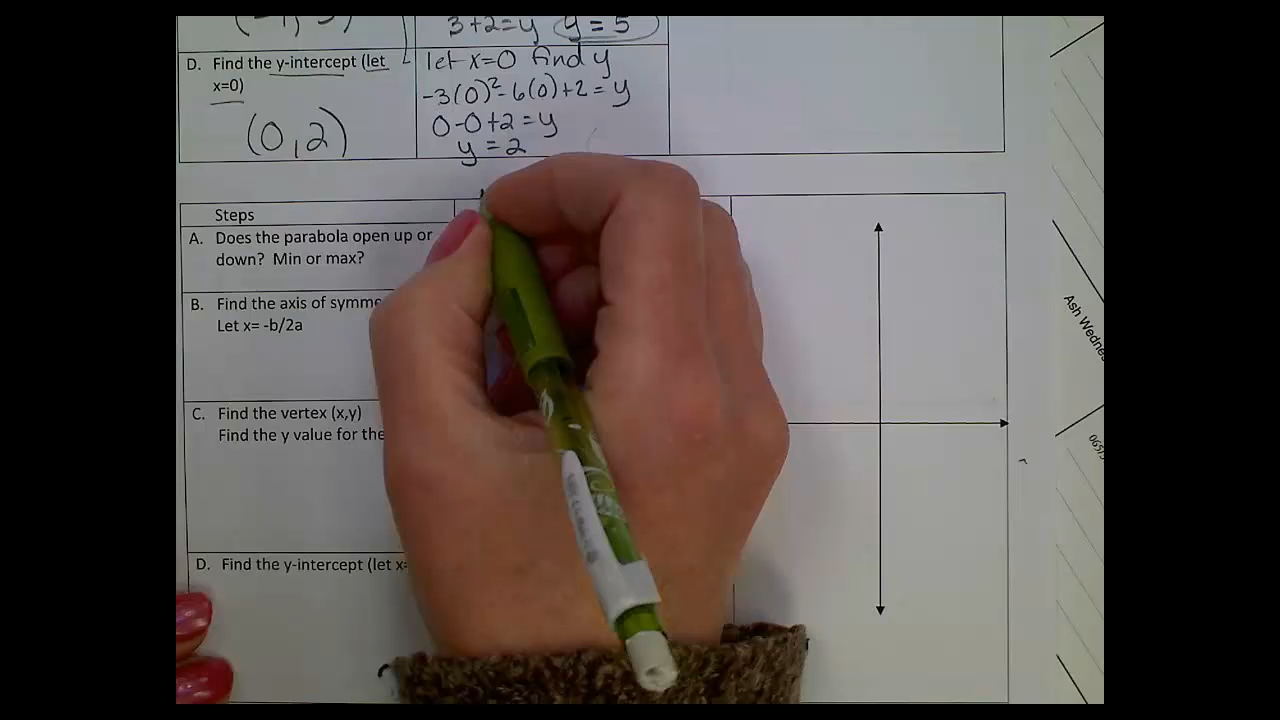 3+2=y y=5
D. Find the y-intercept (let
x=0)
(0,2)
let x=0 find y
-3(0)²-6(0)+2=y
0-0+2=y
y=2
Steps
A. Does the parabola open up or
down? Min or max?
B. Find the axis of
Let x= -b/2a
C. Find the vertex (x,y)
Find the y value for the
D. Find the y-intercept (let x=
Ash